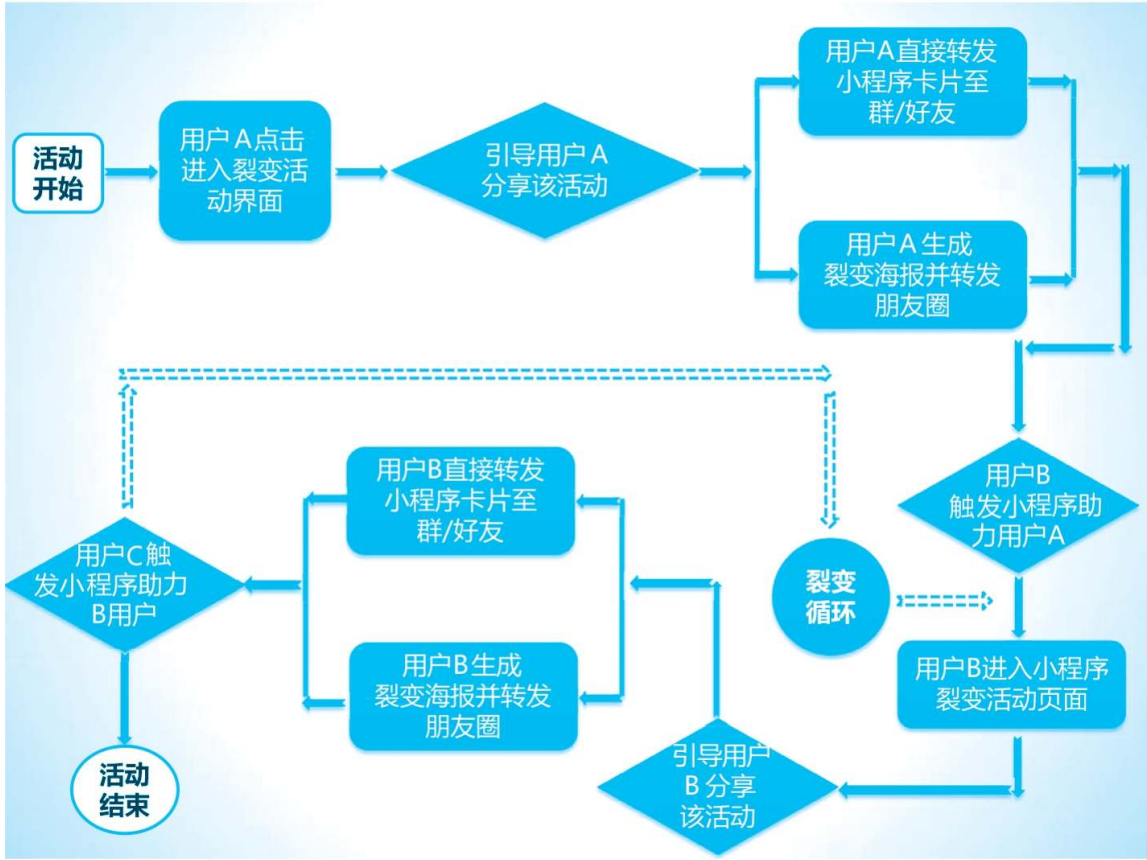 活动
开始
用户A点击
进入裂变活
动界面
引导用户A
分享该活动
用户A直接转发
小程序卡片至
群/好友
用户A生成
裂变海报并转发
朋友圈
用户B
触发小程序助
力用户A
裂变
循环
用户B进入小程序
裂变活动页面
引导用户
B分享
该活动
用户B直接转发
小程序卡片至
群/好友
用户B生成
裂变海报并转发
朋友圈
用户C触
发小程序助力
B用户
活动
结束